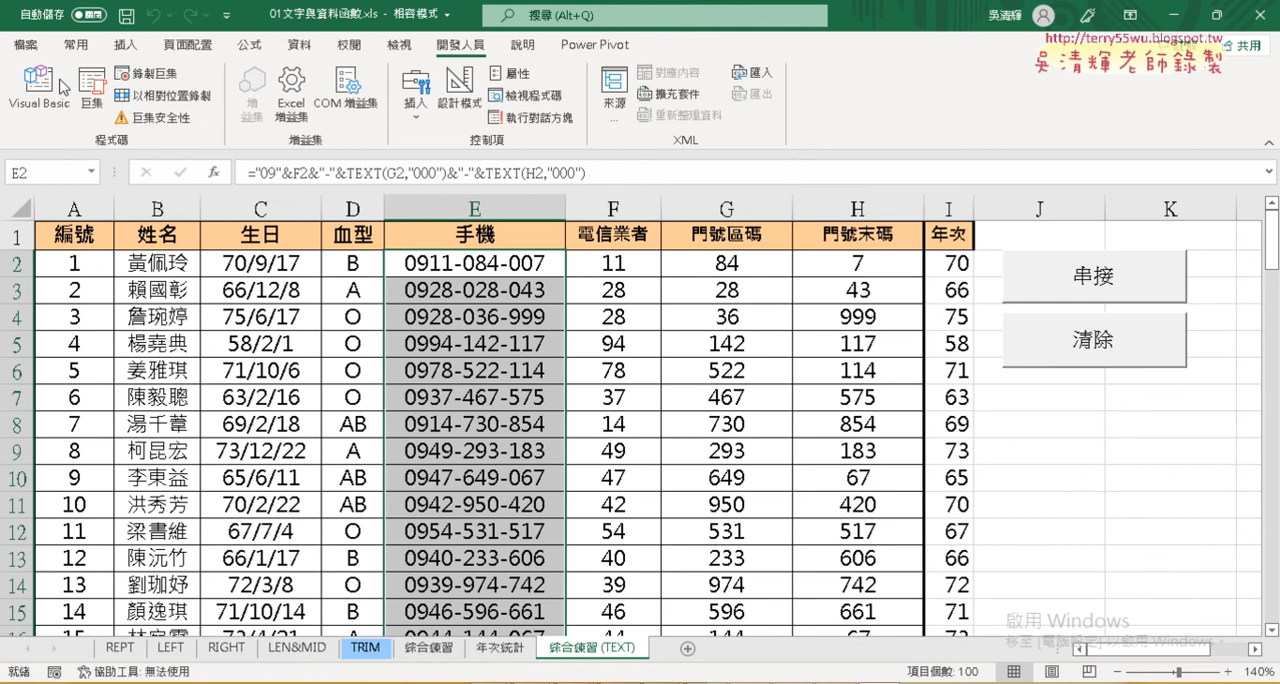 自動儲存 關閉 01文字與資料函數.xls - 相容模式 搜尋 (Alt+Q) 吳清輝
http://terry55wu.blogspot.tw
吳清輝老師錄製
檔案 常用 插入 頁面配置 公式 資料 校閱 檢視 開發人員 說明 Power Pivot 共用
Visual Basic 巨集 錄製巨集 以相對位置錄製 巨集安全性 程式碼
增益集 Excel 增益集 COM 增益集 增益集
插入 設計模式 屬性 檢視程式碼 執行對話方塊 控制項
來源... 對應內容 擴充套件 重新整理資料 匯入 匯出 XML
E2 fx ="09"&F2&"-"&TEXT(G2,"000")&"-"&TEXT(H2,"000")
A B C D E F G H I J K
1 編號 姓名 生日 血型 手機 電信業者 門號區碼 門號末碼 年次
2 1 黃佩玲 70/9/17 B 0911-084-007 11 84 7 70
3 2 賴國彰 66/12/8 A 0928-028-043 28 28 43 66
4 3 詹琬婷 75/6/17 O 0928-036-999 28 36 999 75
5 4 楊堯典 58/2/1 O 0994-142-117 94 142 117 58
6 5 姜雅琪 71/10/6 O 0978-522-114 78 522 114 71
7 6 陳毅聰 63/2/16 O 0937-467-575 37 467 575 63
8 7 湯千葦 69/2/18 AB 0914-730-854 14 730 854 69
9 8 柯昆宏 73/12/22 A 0949-293-183 49 293 183 73
10 9 李東益 65/6/11 AB 0947-649-067 47 649 67 65
11 10 洪秀芳 70/2/22 AB 0942-950-420 42 950 420 70
12 11 梁書維 67/7/4 O 0954-531-517 54 531 517 67
13 12 陳沅竹 66/1/17 B 0940-233-606 40 233 606 66
14 13 劉珈妤 72/3/8 O 0939-974-742 39 974 742 72
15 14 顏逸琪 71/10/14 B 0946-596-661 46 596 661 71
串接
清除
啟用 Windows
移至 [電腦設定] 以啟用 Windows。
REPT LEFT RIGHT LEN&MID TRIM 綜合練習 年次統計 綜合練習 (TEXT)
就緒 協助工具: 無法使用 項目個數: 100 140%